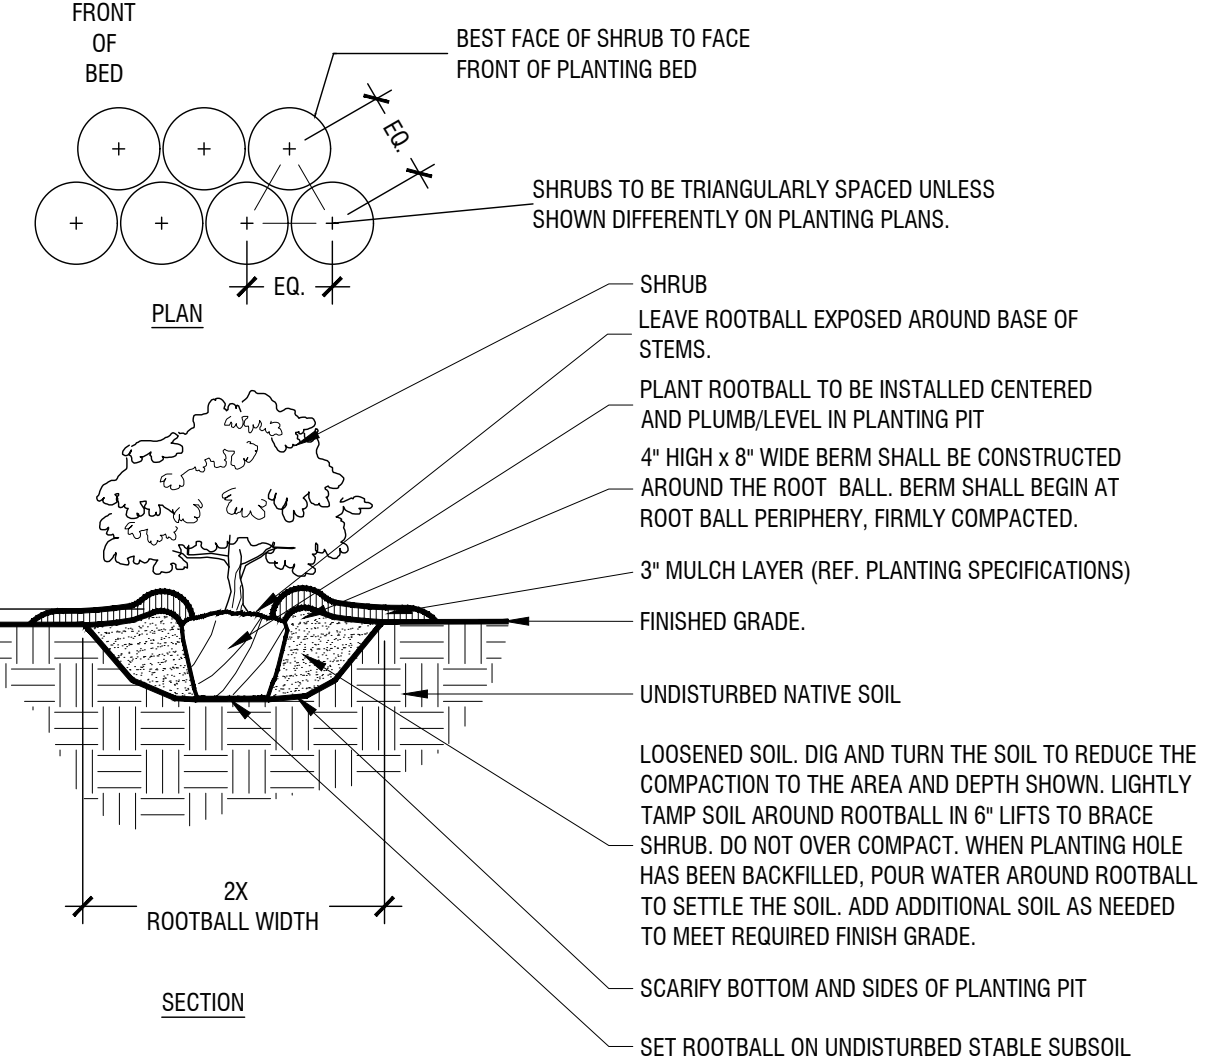 FRONT
OF
BED
BEST FACE OF SHRUB TO FACE
FRONT OF PLANTING BED
EQ.
SHRUBS TO BE TRIANGULARLY SPACED UNLESS
SHOWN DIFFERENTLY ON PLANTING PLANS.
EQ.
PLAN
SHRUB
LEAVE ROOTBALL EXPOSED AROUND BASE OF
STEMS.
PLANT ROOTBALL TO BE INSTALLED CENTERED
AND PLUMB/LEVEL IN PLANTING PIT
4" HIGH x 8" WIDE BERM SHALL BE CONSTRUCTED
AROUND THE ROOT  BALL. BERM SHALL BEGIN AT
ROOT BALL PERIPHERY, FIRMLY COMPACTED.
3" MULCH LAYER (REF. PLANTING SPECIFICATIONS)
FINISHED GRADE.
UNDISTURBED NATIVE SOIL
LOOSENED SOIL. DIG AND TURN THE SOIL TO REDUCE THE
COMPACTION TO THE AREA AND DEPTH SHOWN. LIGHTLY
TAMP SOIL AROUND ROOTBALL IN 6" LIFTS TO BRACE
SHRUB. DO NOT OVER COMPACT. WHEN PLANTING HOLE
HAS BEEN BACKFILLED, POUR WATER AROUND ROOTBALL
TO SETTLE THE SOIL. ADD ADDITIONAL SOIL AS NEEDED
TO MEET REQUIRED FINISH GRADE.
2X
ROOTBALL WIDTH
SCARIFY BOTTOM AND SIDES OF PLANTING PIT
SECTION
SET ROOTBALL ON UNDISTURBED STABLE SUBSOIL